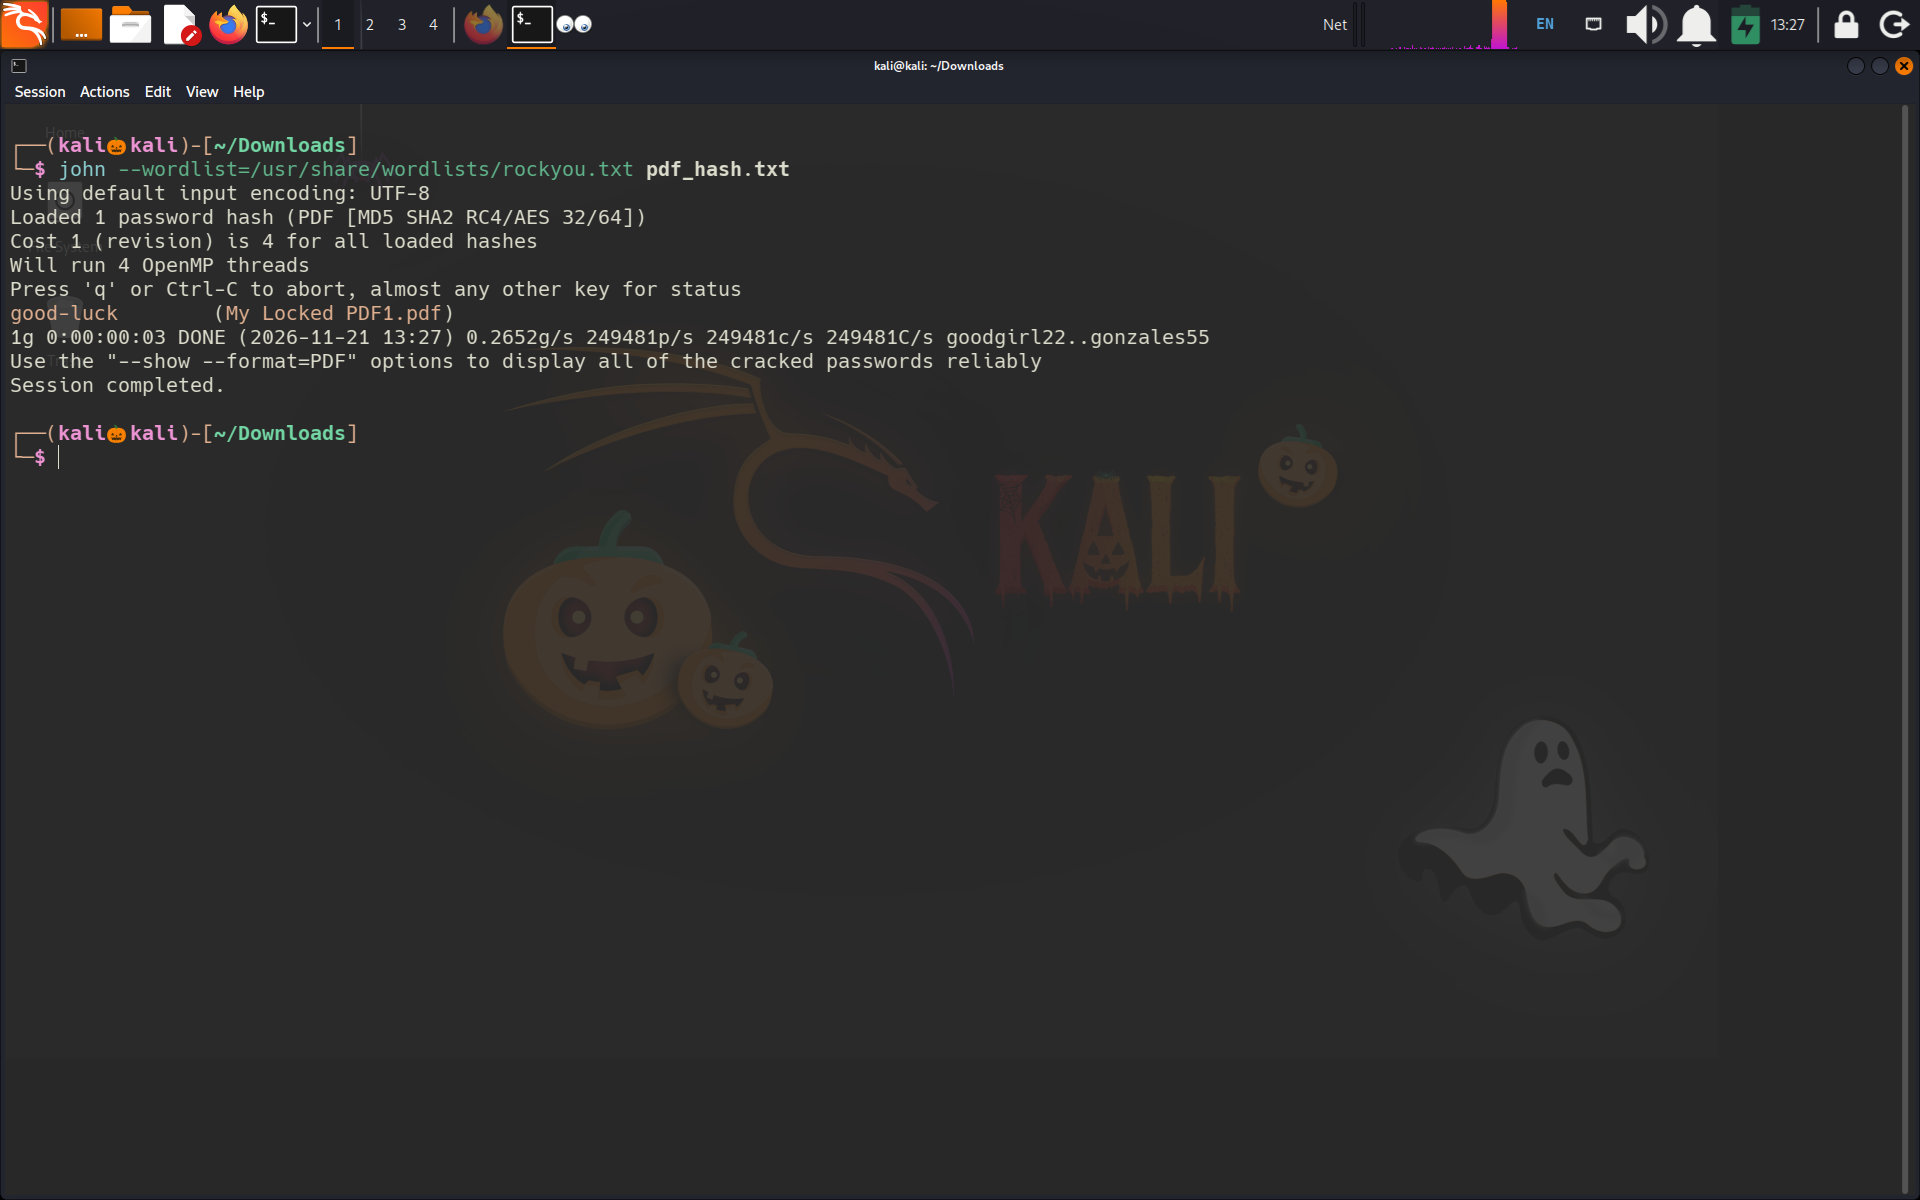 $_
1
2
3
4
$_
Net
EN
13:27
kali@kali: ~/Downloads
Session Actions Edit View Help
Home
┌──(kali🎃kali)-[~/Downloads]
└─$ john --wordlist=/usr/share/wordlists/rockyou.txt pdf_hash.txt
Using default input encoding: UTF-8
Loaded 1 password hash (PDF [MD5 SHA2 RC4/AES 32/64])
Cost 1 (revision) is 4 for all loaded hashes
Will run 4 OpenMP threads
Press 'q' or Ctrl-C to abort, almost any other key for status
good-luck        (My Locked PDF1.pdf)
1g 0:00:00:03 DONE (2026-11-21 13:27) 0.2652g/s 249481p/s 249481c/s 249481C/s goodgirl22..gonzales55
Use the "--show --format=PDF" options to display all of the cracked passwords reliably
Session completed.
┌──(kali🎃kali)-[~/Downloads]
└─$
KALI